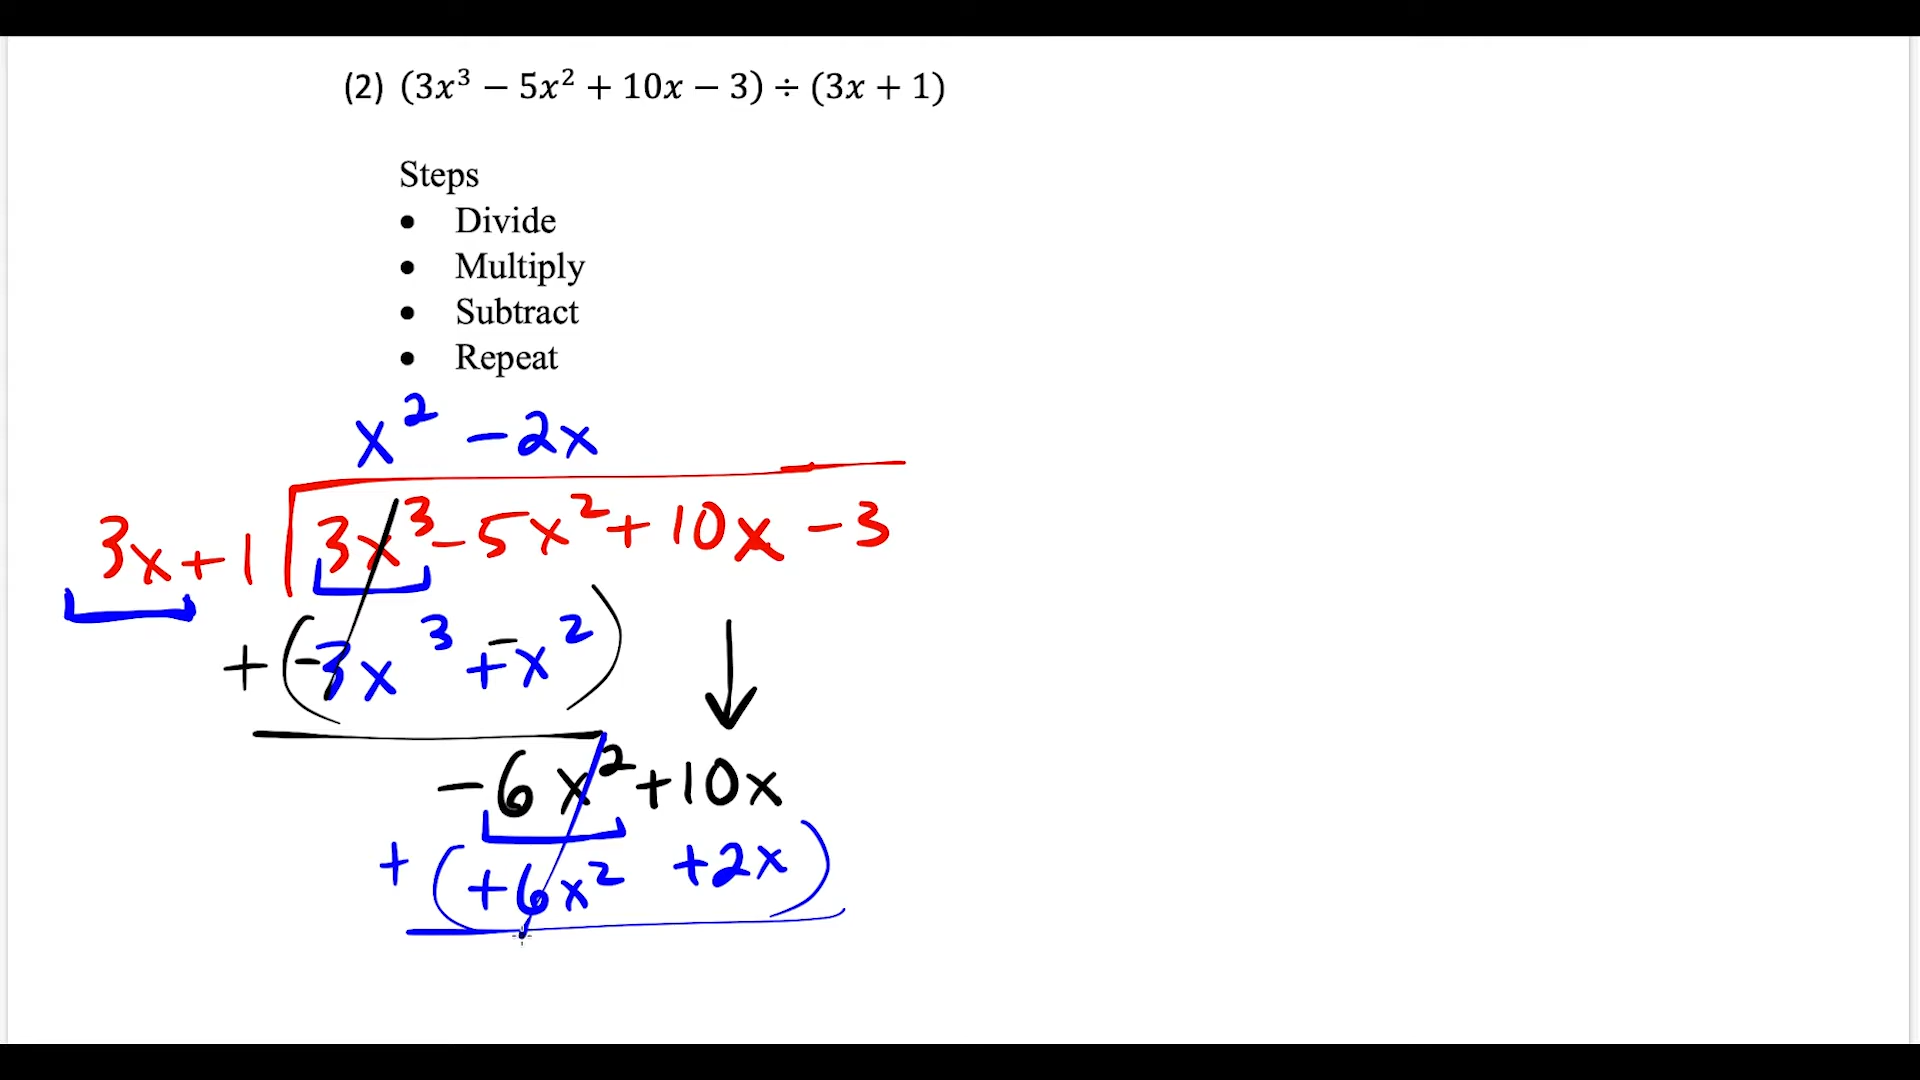 (2) (3x³ − 5x² + 10x − 3) ÷ (3x + 1)
Steps
• Divide
• Multiply
• Subtract
• Repeat
x² − 2x
3x + 1 3x³ − 5x² + 10x − 3
+ (−3x³ +− x²)
−6x² + 10x
+ (+6x² + 2x)